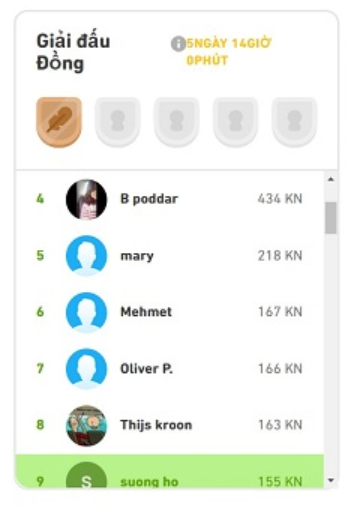 Giải đấu
Đồng
5NGÀY 14GIỜ
0PHÚT
4 B poddar 434 KN
5 mary 218 KN
6 Mehmet 167 KN
7 Oliver P. 166 KN
8 Thijs kroon 163 KN
9 S suong ho 155 KN